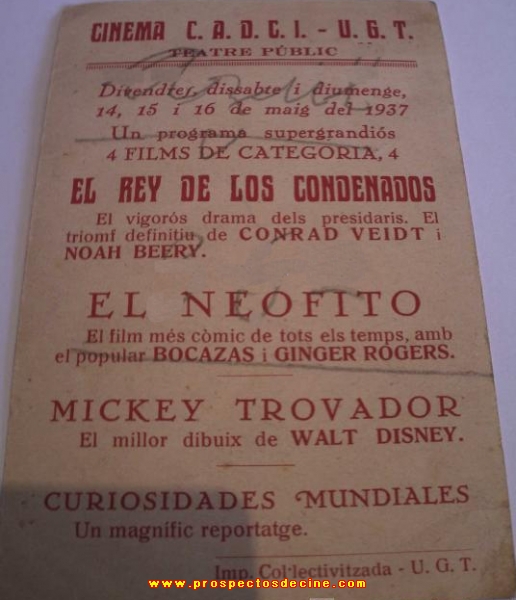 CINEMA C. A. D. C. I. - U. G. T.
TEATRE PÚBLIC
Divendres, dissabte i diumenge,
14, 15 i 16 de maig del 1937
Un programa supergrandiós
4 FILMS DE CATEGORIA, 4
EL REY DE LOS CONDENADOS
El vigorós drama dels presidaris. El
triomf definitiu de CONRAD VEIDT i
NOAH BEERY.
EL NEOFITO
El film més còmic de tots els temps, amb
el popular BOCAZAS i GINGER ROGERS.
MICKEY TROVADOR
El millor dibuix de WALT DISNEY.
CURIOSIDADES MUNDIALES
Un magnífic reportatge.
Imp. Col·lectivitzada - U. G. T.
www.prospectosdecine.com